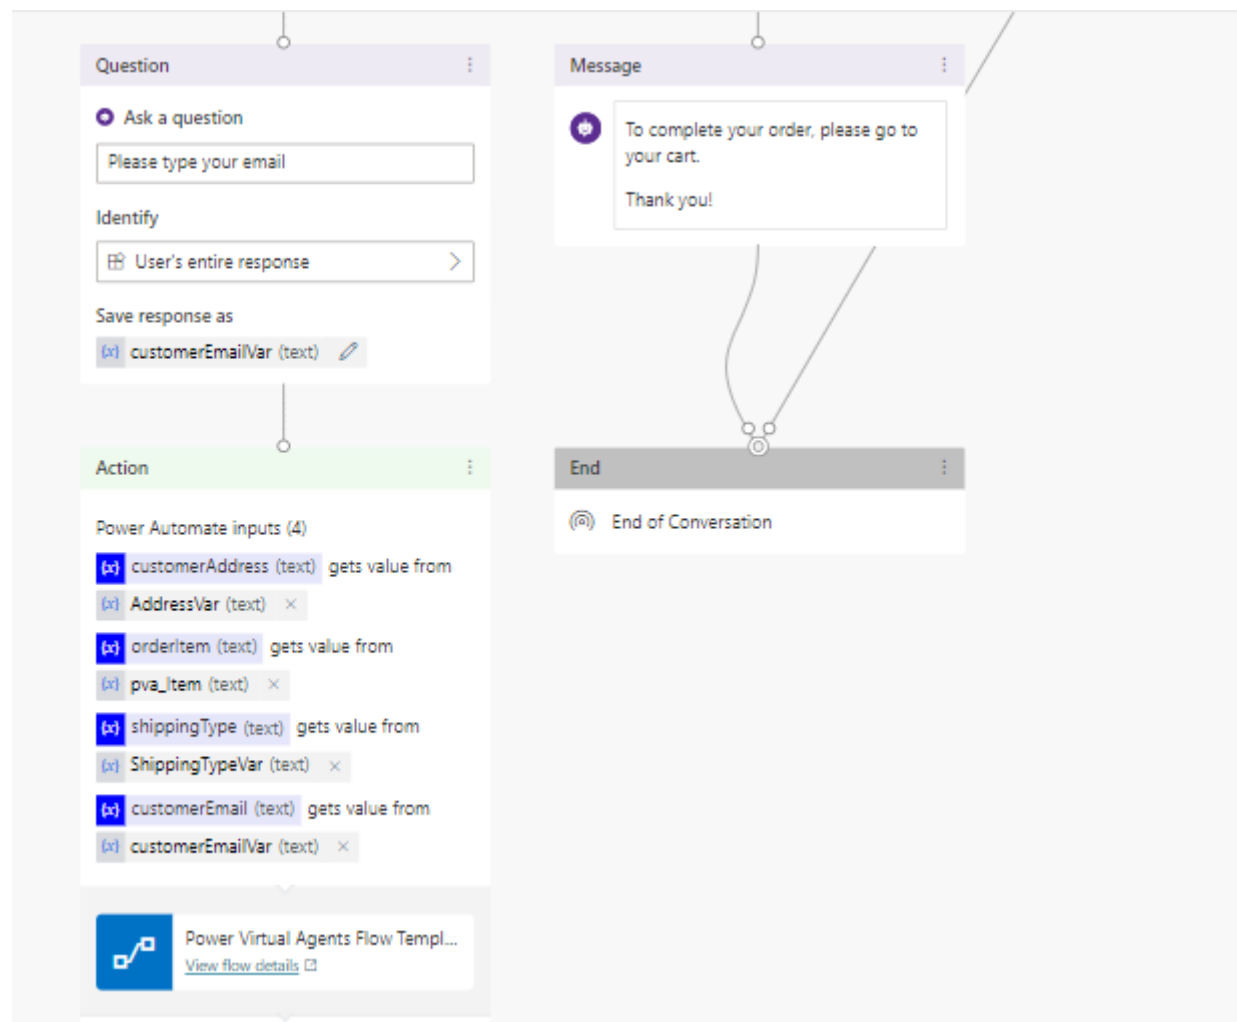 Question
Ask a question
Please type your email
Identify
User's entire response
Save response as
{x} customerEmailVar (text)
Action
Power Automate inputs (4)
{x} customerAddress (text) gets value from
{x} AddressVar (text) ×
{x} orderItem (text) gets value from
{x} pva_Item (text) ×
{x} shippingType (text) gets value from
{x} ShippingTypeVar (text) ×
{x} customerEmail (text) gets value from
{x} customerEmailVar (text) ×
Power Virtual Agents Flow Templ...
View flow details
Message
To complete your order, please go to
your cart.
Thank you!
End
End of Conversation